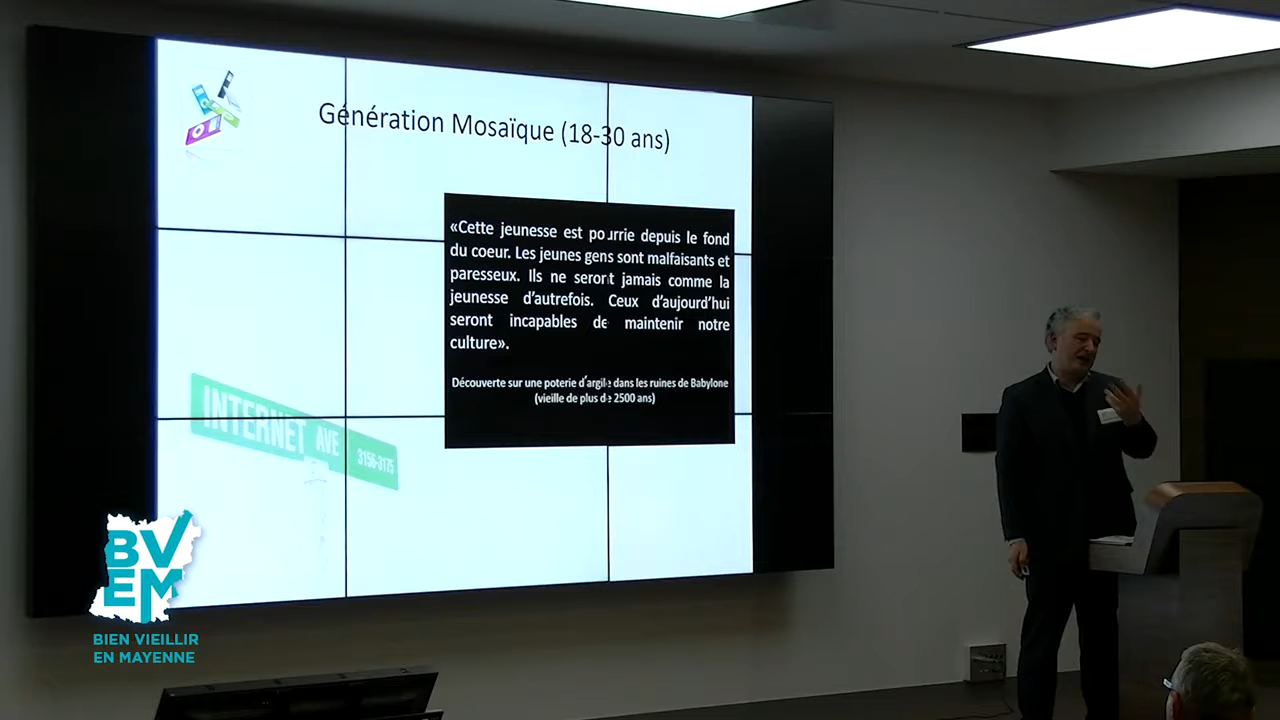 Génération Mosaïque (18-30 ans)
«Cette jeunesse est pourrie depuis le fond
du coeur. Les jeunes gens sont malfaisants et
paresseux. Ils ne seront jamais comme la
jeunesse d'autrefois. Ceux d'aujourd'hui
seront incapables de maintenir notre
culture».
Découverte sur une poterie d'argile dans les ruines de Babylone
(vieille de plus de 2500 ans)
INTERNET AVE 3156-3175
BV
EM
BIEN VIEILLIR
EN MAYENNE